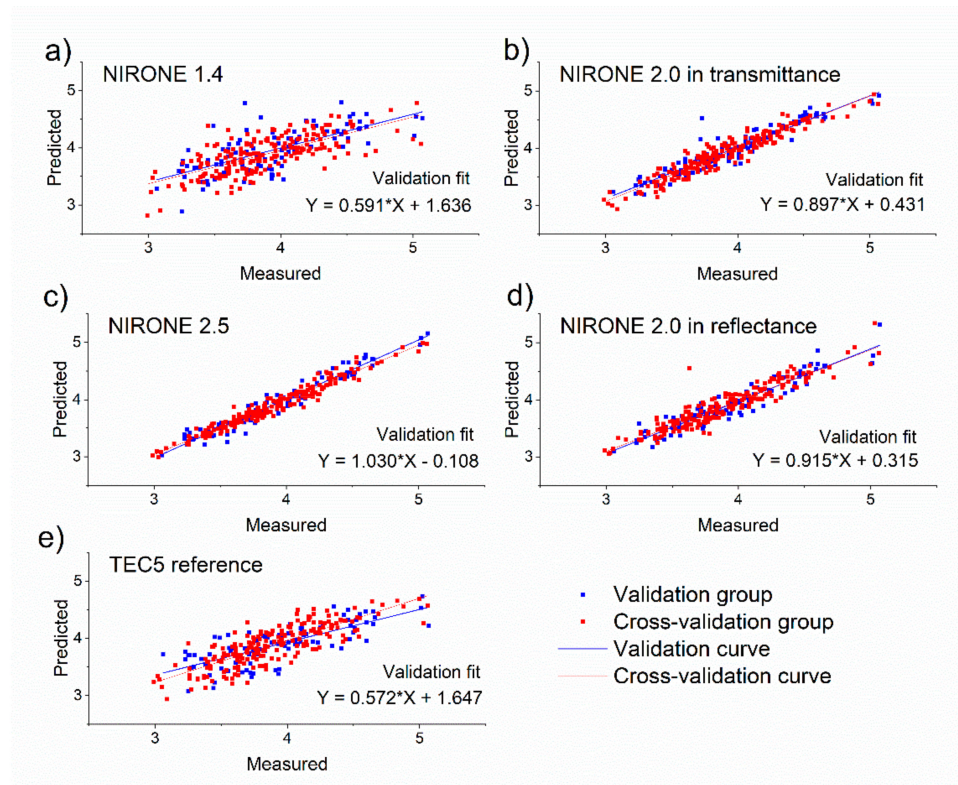 a)
NIRONE 1.4
5
4
3
Predicted
Validation fit
Y = 0.591*X + 1.636
3 4 5
Measured
b)
NIRONE 2.0 in transmittance
5
4
3
Predicted
Validation fit
Y = 0.897*X + 0.431
3 4 5
Measured
c)
NIRONE 2.5
5
4
3
Predicted
Validation fit
Y = 1.030*X - 0.108
3 4 5
Measured
d)
NIRONE 2.0 in reflectance
5
4
3
Predicted
Validation fit
Y = 0.915*X + 0.315
3 4 5
Measured
e)
TEC5 reference
5
4
3
Predicted
Validation fit
Y = 0.572*X + 1.647
3 4 5
Measured
Validation group
Cross-validation group
Validation curve
Cross-validation curve